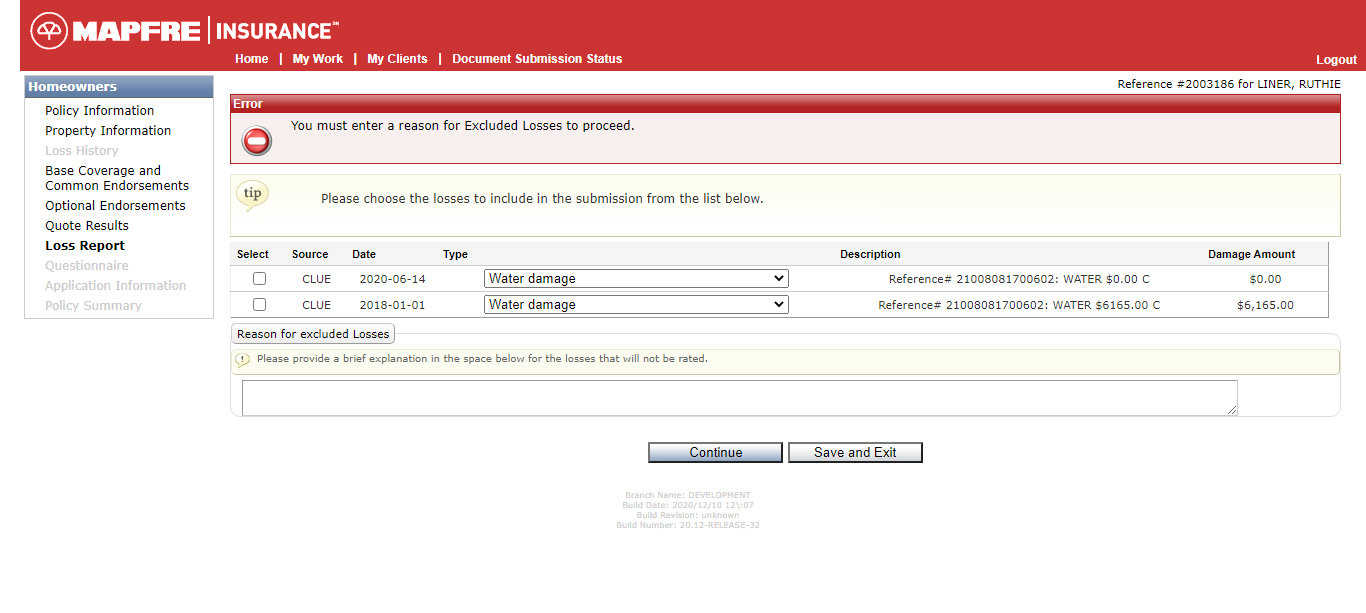 MAPFRE | INSURANCE℠
Home | My Work | My Clients | Document Submission Status
Logout
Homeowners
Policy Information
Property Information
Loss History
Base Coverage and
Common Endorsements
Optional Endorsements
Quote Results
Loss Report
Questionnaire
Application Information
Policy Summary
Reference #2003186 for LINER, RUTHIE
Error
You must enter a reason for Excluded Losses to proceed.
tip
Please choose the losses to include in the submission from the list below.
Select Source Date Type Description Damage Amount
CLUE 2020-06-14 Water damage Reference# 21008081700602: WATER $0.00 C $0.00
CLUE 2018-01-01 Water damage Reference# 21008081700602: WATER $6165.00 C $6,165.00
Reason for excluded Losses
! Please provide a brief explanation in the space below for the losses that will not be rated.
Continue Save and Exit
Branch Name: DEVELOPMENT
Build Date: 2020/12/10 12\:07
Build Revision: unknown
Build Number: 20.12-RELEASE-32